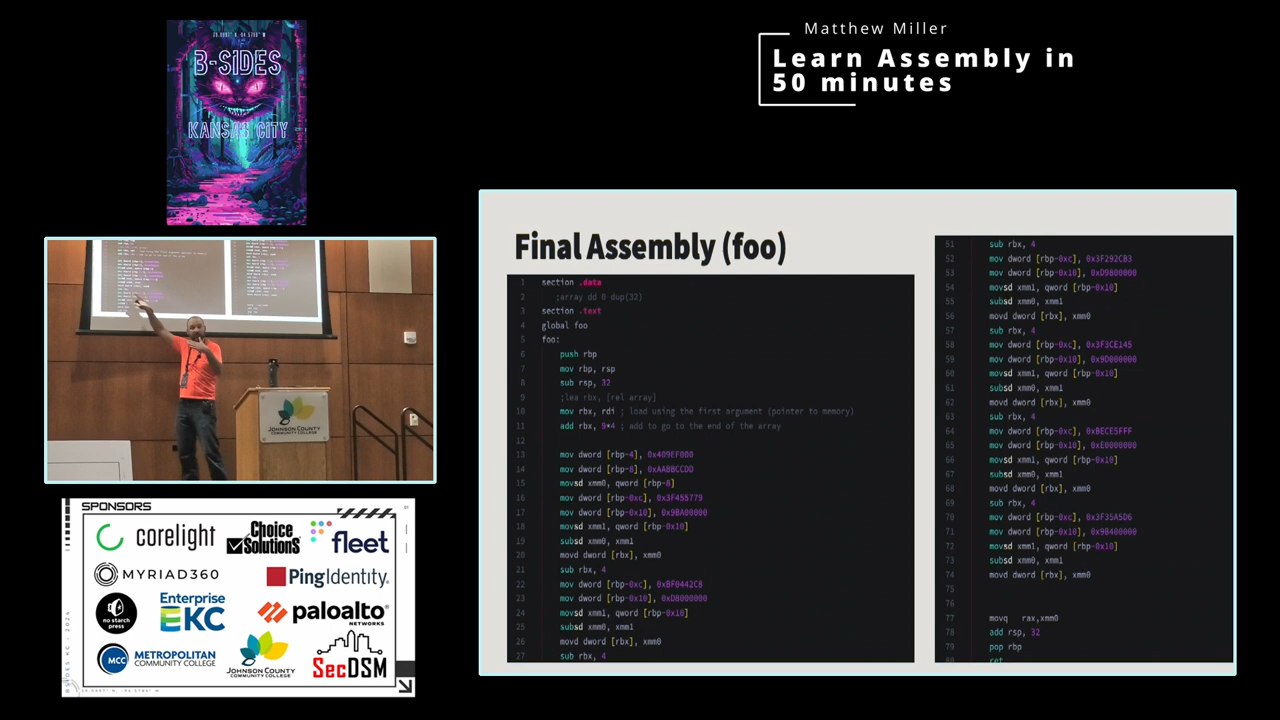 B-SIDES
KANSAS CITY
Matthew Miller
Learn Assembly in
50 minutes
JOHNSON COUNTY
COMMUNITY COLLEGE
SPONSORS
corelight
Choice
Solutions
fleet
MYRIAD360
PingIdentity
no starch
press
Enterprise
EKC
paloalto
NETWORKS
MCC
METROPOLITAN
COMMUNITY COLLEGE
JOHNSON COUNTY
COMMUNITY COLLEGE
SecDSM
Final Assembly (foo)
1 section .data
2 ;array dd 0 dup(32)
3 section .text
4 global foo
5 foo:
6 push rbp
7 mov rbp, rsp
8 sub rsp, 32
9 ;lea rbx, [rel array]
10 mov rbx, rdi ; load using the first argument (pointer to memory)
11 add rbx, 9*4 ; add to go to the end of the array
12
13 mov dword [rbp-4], 0x409EF000
14 mov dword [rbp-8], 0xAABBCCDD
15 movsd xmm0, qword [rbp-8]
16 mov dword [rbp-0xc], 0x3F455779
17 mov dword [rbp-0x10], 0x9BA00000
18 movsd xmm1, qword [rbp-0x10]
19 subsd xmm0, xmm1
20 movd dword [rbx], xmm0
21 sub rbx, 4
22 mov dword [rbp-0xc], 0xBF0442C8
23 mov dword [rbp-0x10], 0xD8000000
24 movsd xmm1, qword [rbp-0x10]
25 subsd xmm0, xmm1
26 movd dword [rbx], xmm0
27 sub rbx, 4
51 sub rbx, 4
52 mov dword [rbp-0xc], 0x3F292CB3
53 mov dword [rbp-0x10], 0xD9800000
54 movsd xmm1, qword [rbp-0x10]
55 subsd xmm0, xmm1
56 movd dword [rbx], xmm0
57 sub rbx, 4
58 mov dword [rbp-0xc], 0x3F3CE145
59 mov dword [rbp-0x10], 0x9D000000
60 movsd xmm1, qword [rbp-0x10]
61 subsd xmm0, xmm1
62 movd dword [rbx], xmm0
63 sub rbx, 4
64 mov dword [rbp-0xc], 0xBECE5FFF
65 mov dword [rbp-0x10], 0xE0000000
66 movsd xmm1, qword [rbp-0x10]
67 subsd xmm0, xmm1
68 movd dword [rbx], xmm0
69 sub rbx, 4
70 mov dword [rbp-0xc], 0x3F35A5D6
71 mov dword [rbp-0x10], 0x9B400000
72 movsd xmm1, qword [rbp-0x10]
73 subsd xmm0, xmm1
74 movd dword [rbx], xmm0
75
76
77 movq rax,xmm0
78 add rsp, 32
79 pop rbp
80 ret